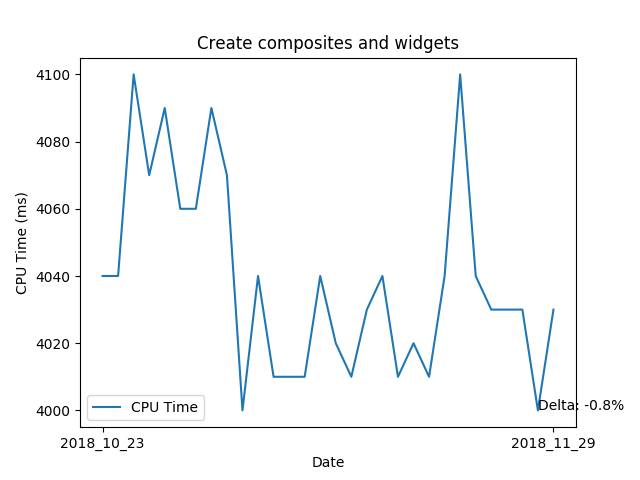 Create composites and widgets
4100
4080
4060
4040
4020
4000
CPU Time (ms)
CPU Time
Delta: -0.8%
2018_10_23
2018_11_29
Date